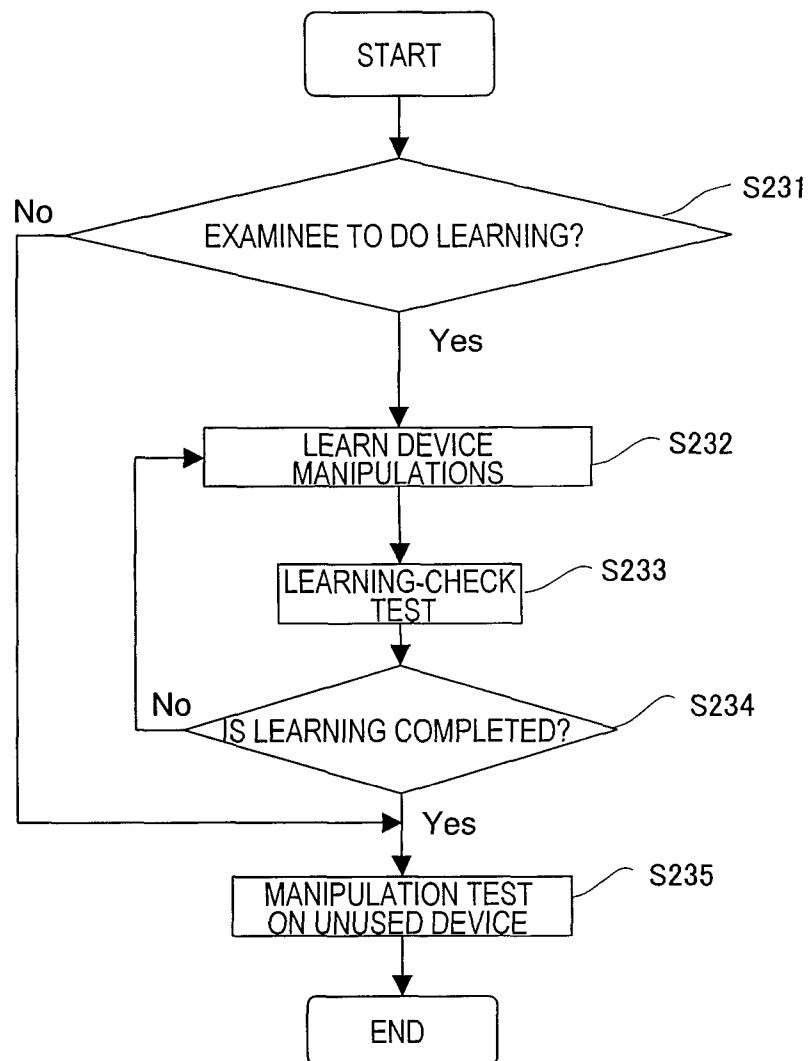 START
S231
No
EXAMINEE TO DO LEARNING?
Yes
LEARN DEVICE
MANIPULATIONS
S232
LEARNING-CHECK
TEST
S233
No
IS LEARNING COMPLETED?
S234
Yes
MANIPULATION TEST
ON UNUSED DEVICE
S235
END